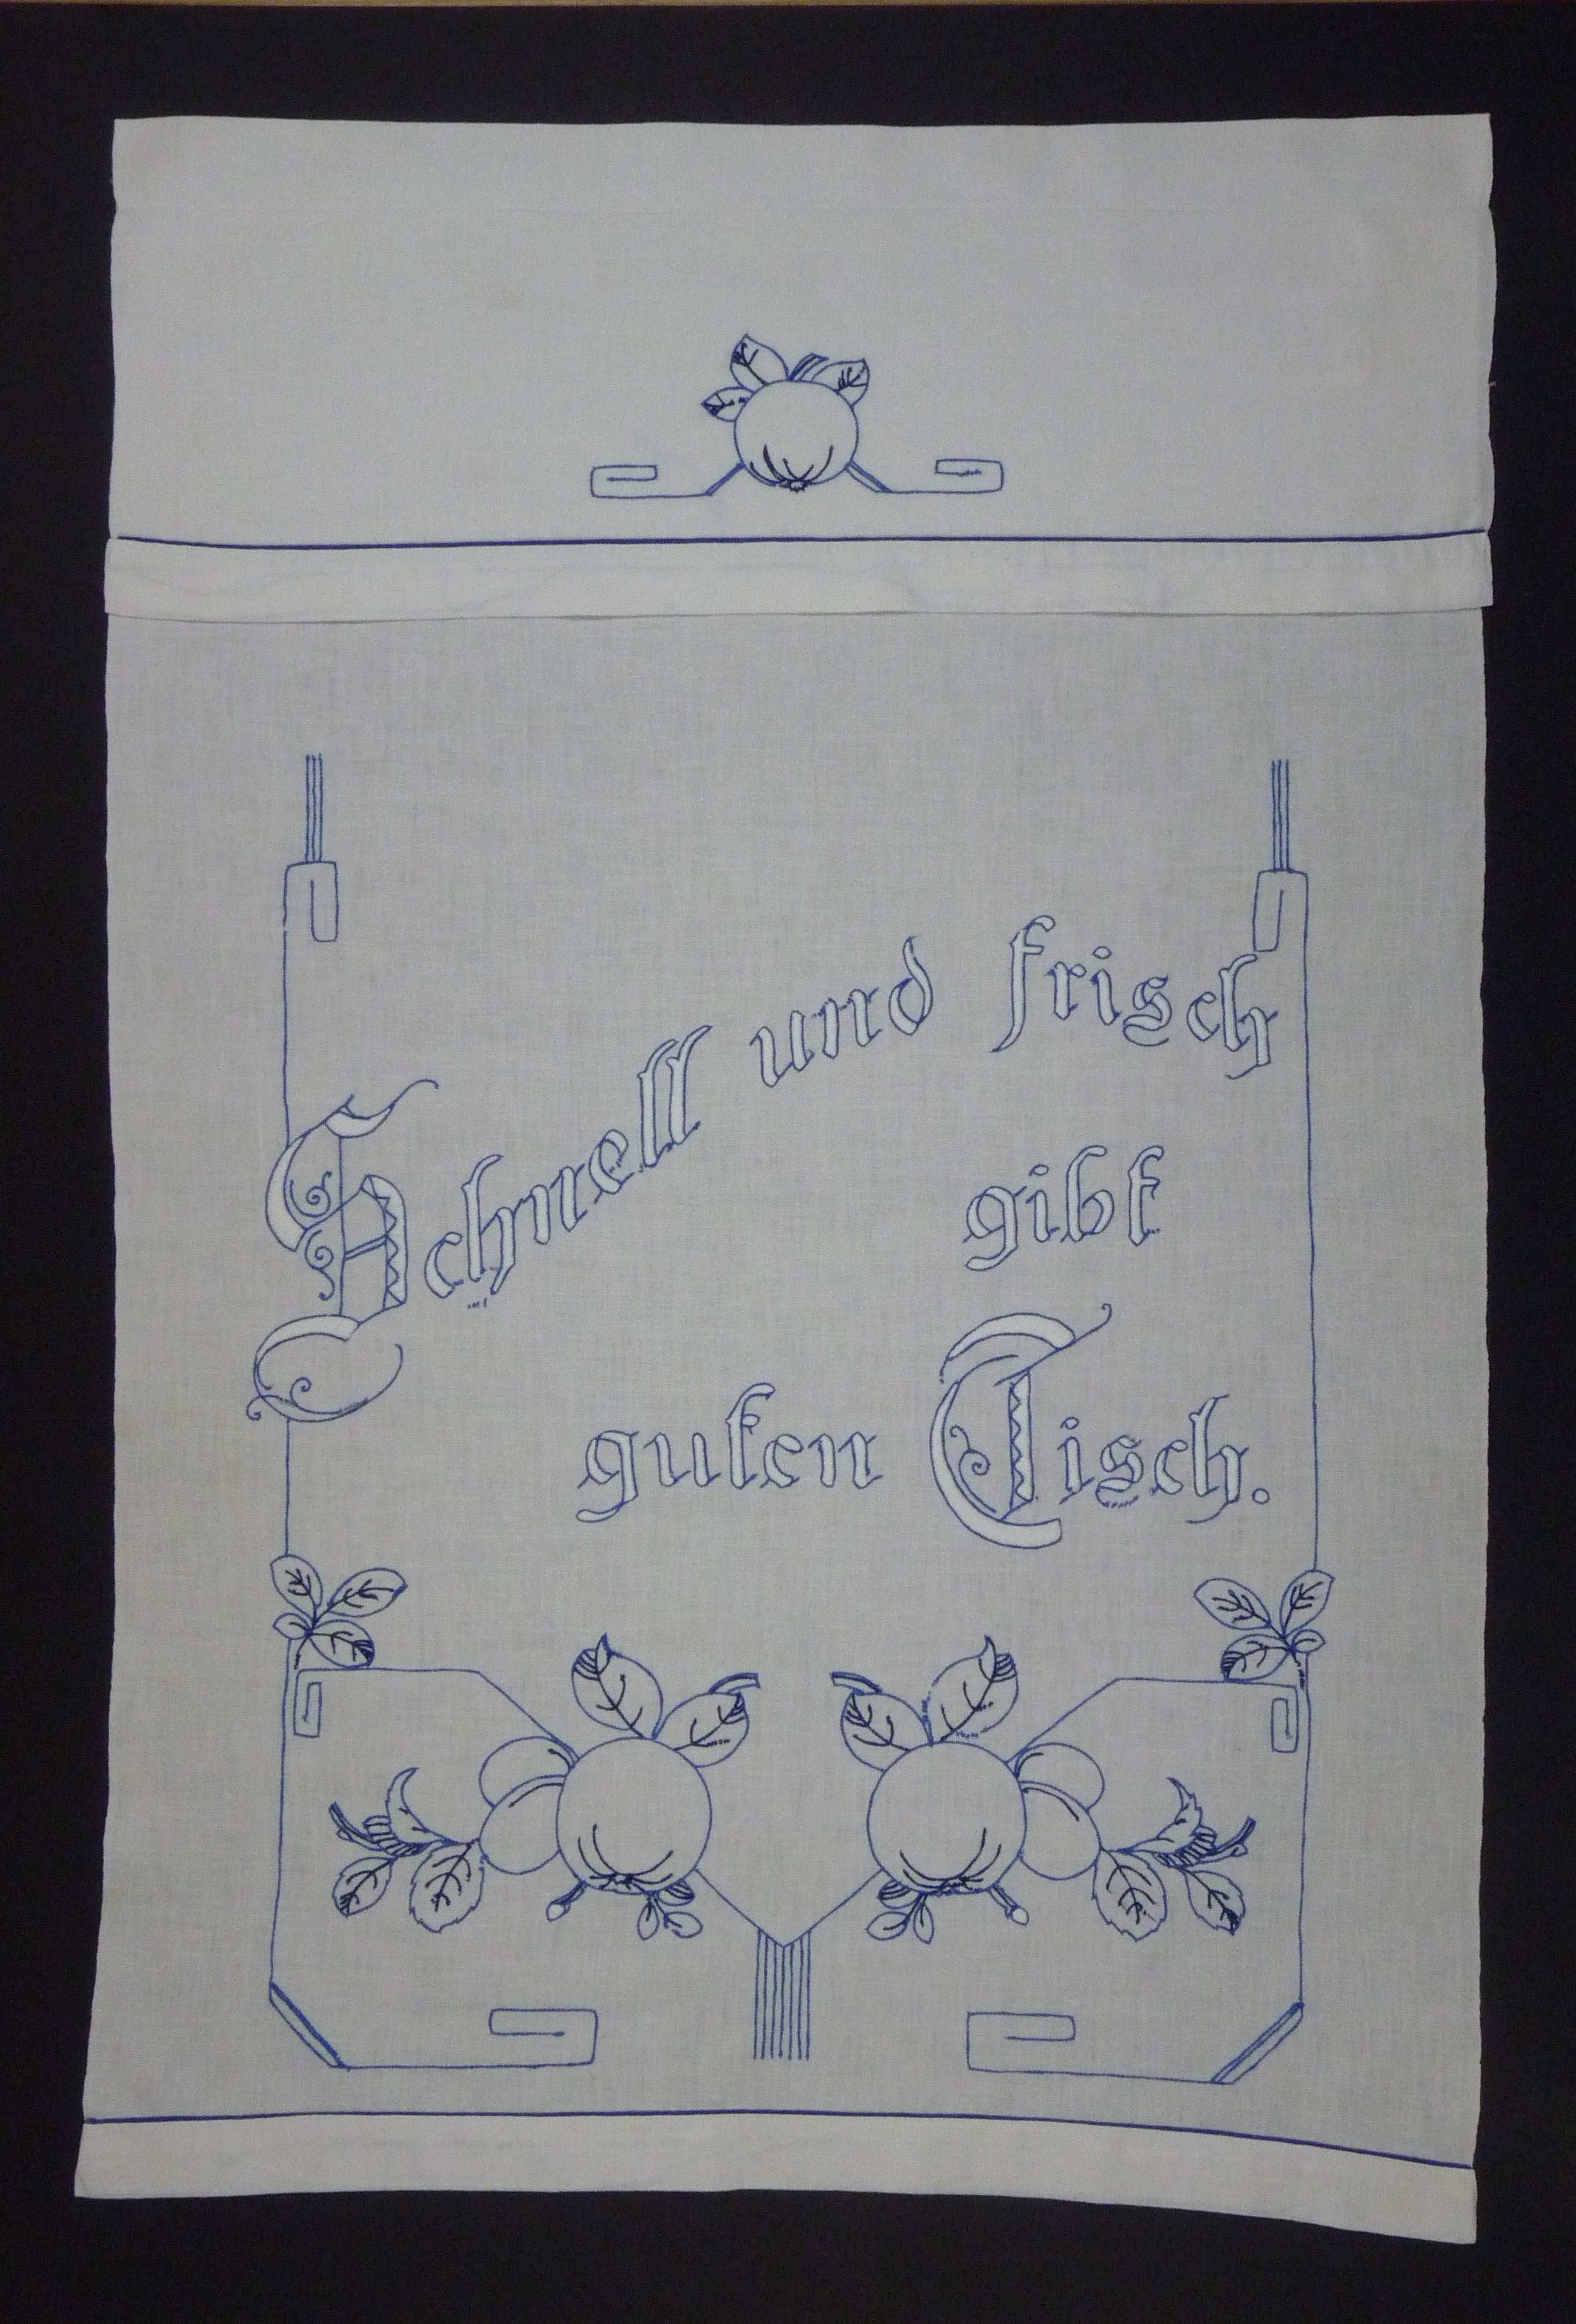 Schnell und frisch
gibt
guten Tisch.